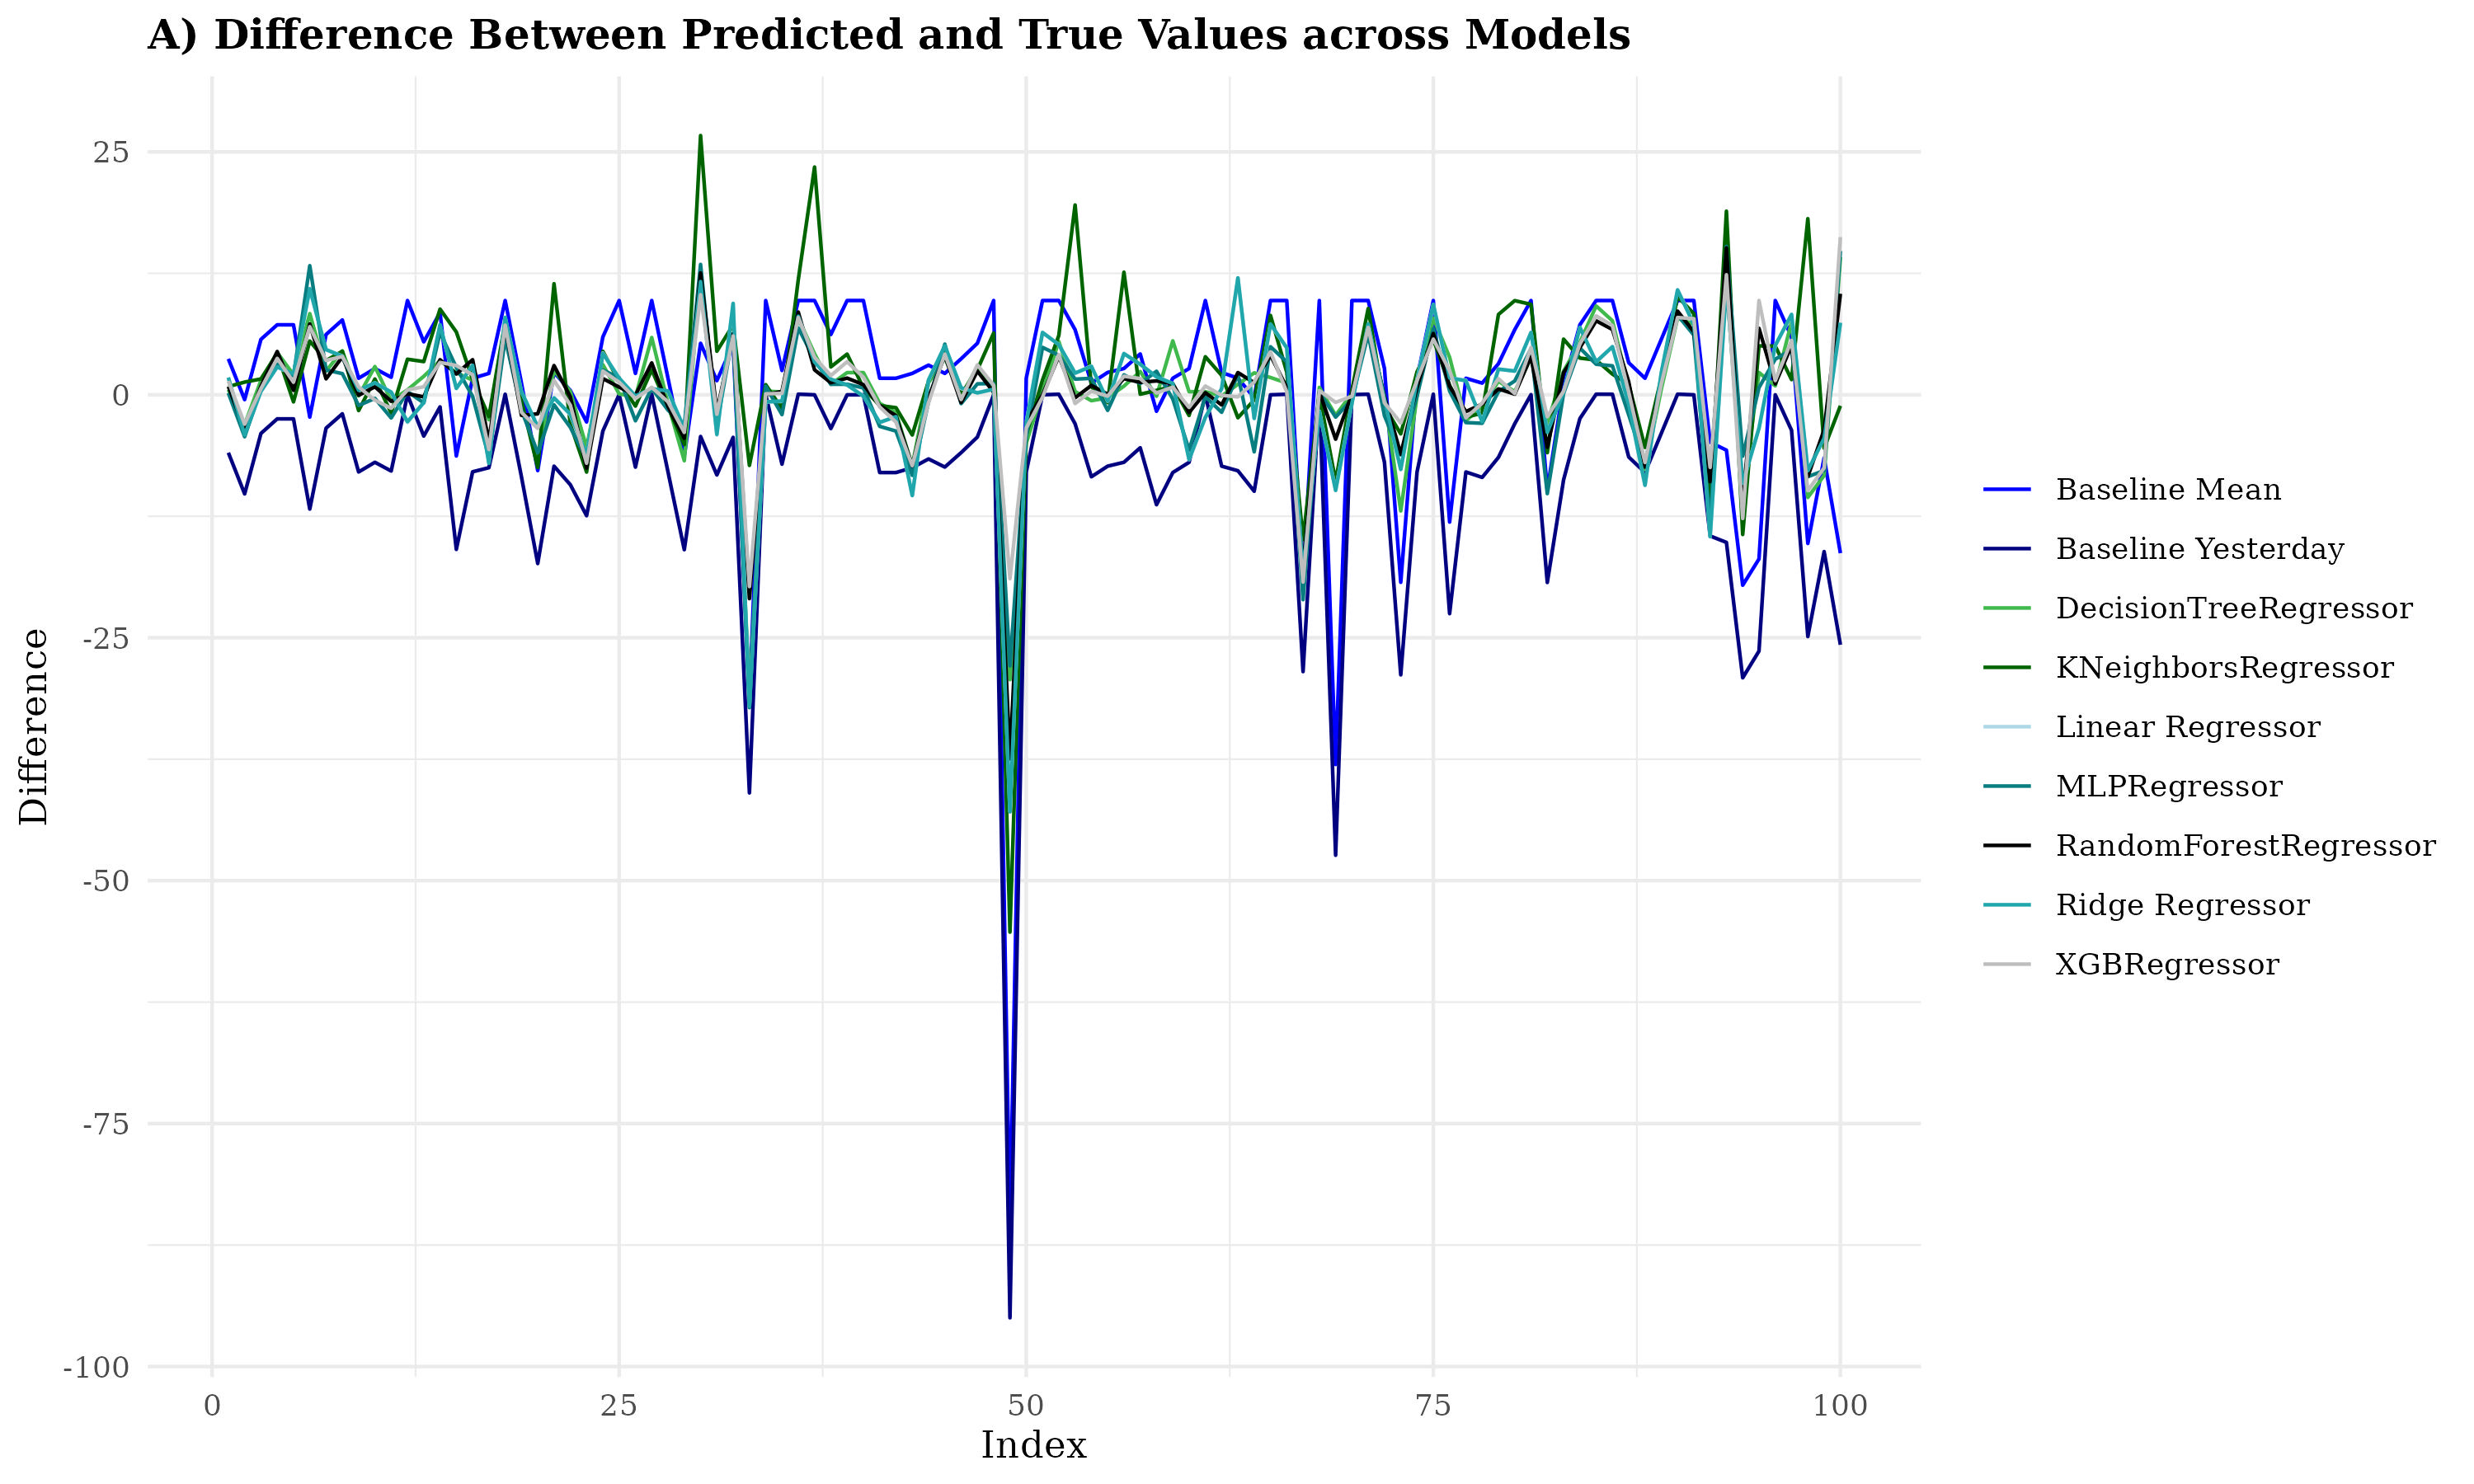 A) Difference Between Predicted and True Values across Models
25
0
-25
-50
-75
-100
Difference
0 25 50 75 100
Index
Baseline Mean
Baseline Yesterday
DecisionTreeRegressor
KNeighborsRegressor
Linear Regressor
MLPRegressor
RandomForestRegressor
Ridge Regressor
XGBRegressor